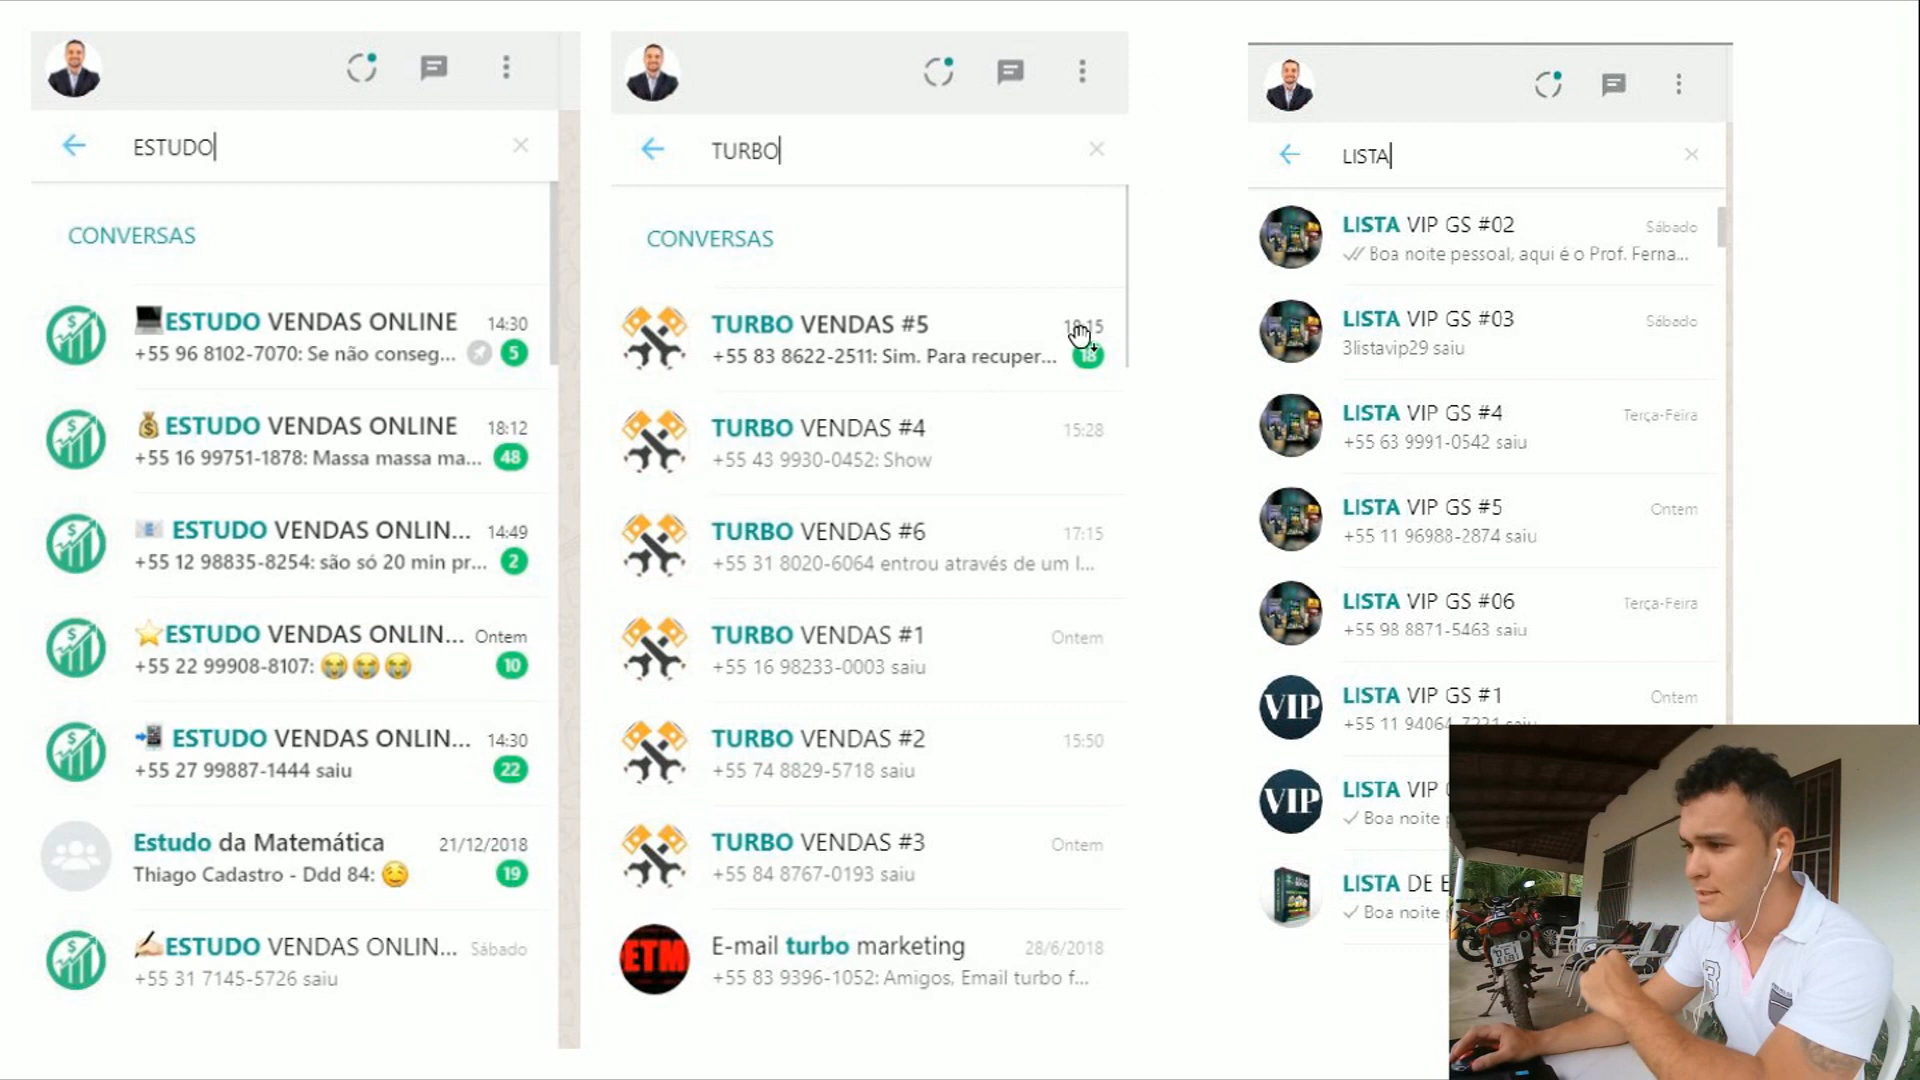 ESTUDO
CONVERSAS
ESTUDO VENDAS ONLINE 14:30
+55 96 8102-7070: Se não conseg... 5
ESTUDO VENDAS ONLINE 18:12
+55 16 99751-1878: Massa massa ma... 48
ESTUDO VENDAS ONLIN... 14:49
+55 12 98835-8254: são só 20 min pr... 2
ESTUDO VENDAS ONLIN... Ontem
+55 22 99908-8107: 😭😭😭 10
ESTUDO VENDAS ONLIN... 14:30
+55 27 99887-1444 saiu 22
Estudo da Matemática 21/12/2018
Thiago Cadastro - Ddd 84: 😉 19
ESTUDO VENDAS ONLIN... Sábado
+55 31 7145-5726 saiu
TURBO
CONVERSAS
TURBO VENDAS #5
+55 83 8622-2511: Sim. Para recuper... 18
TURBO VENDAS #4 15:28
+55 43 9930-0452: Show
TURBO VENDAS #6 17:15
+55 31 8020-6064 entrou através de um l...
TURBO VENDAS #1 Ontem
+55 16 98233-0003 saiu
TURBO VENDAS #2 15:50
+55 74 8829-5718 saiu
TURBO VENDAS #3 Ontem
+55 84 8767-0193 saiu
ETM
E-mail turbo marketing 28/6/2018
+55 83 9396-1052: Amigos, Email turbo f...
LISTA
LISTA VIP GS #02 Sábado
Boa noite pessoal, aqui é o Prof. Ferna...
LISTA VIP GS #03 Sábado
3listavip29 saiu
LISTA VIP GS #4 Terça-Feira
+55 63 9991-0542 saiu
LISTA VIP GS #5 Ontem
+55 11 96988-2874 saiu
LISTA VIP GS #06 Terça-Feira
+55 98 8871-5463 saiu
VIP
LISTA VIP GS #1 Ontem
+55 11 94064
VIP
LISTA VIP
Boa noite
LISTA DE
Boa noite
3